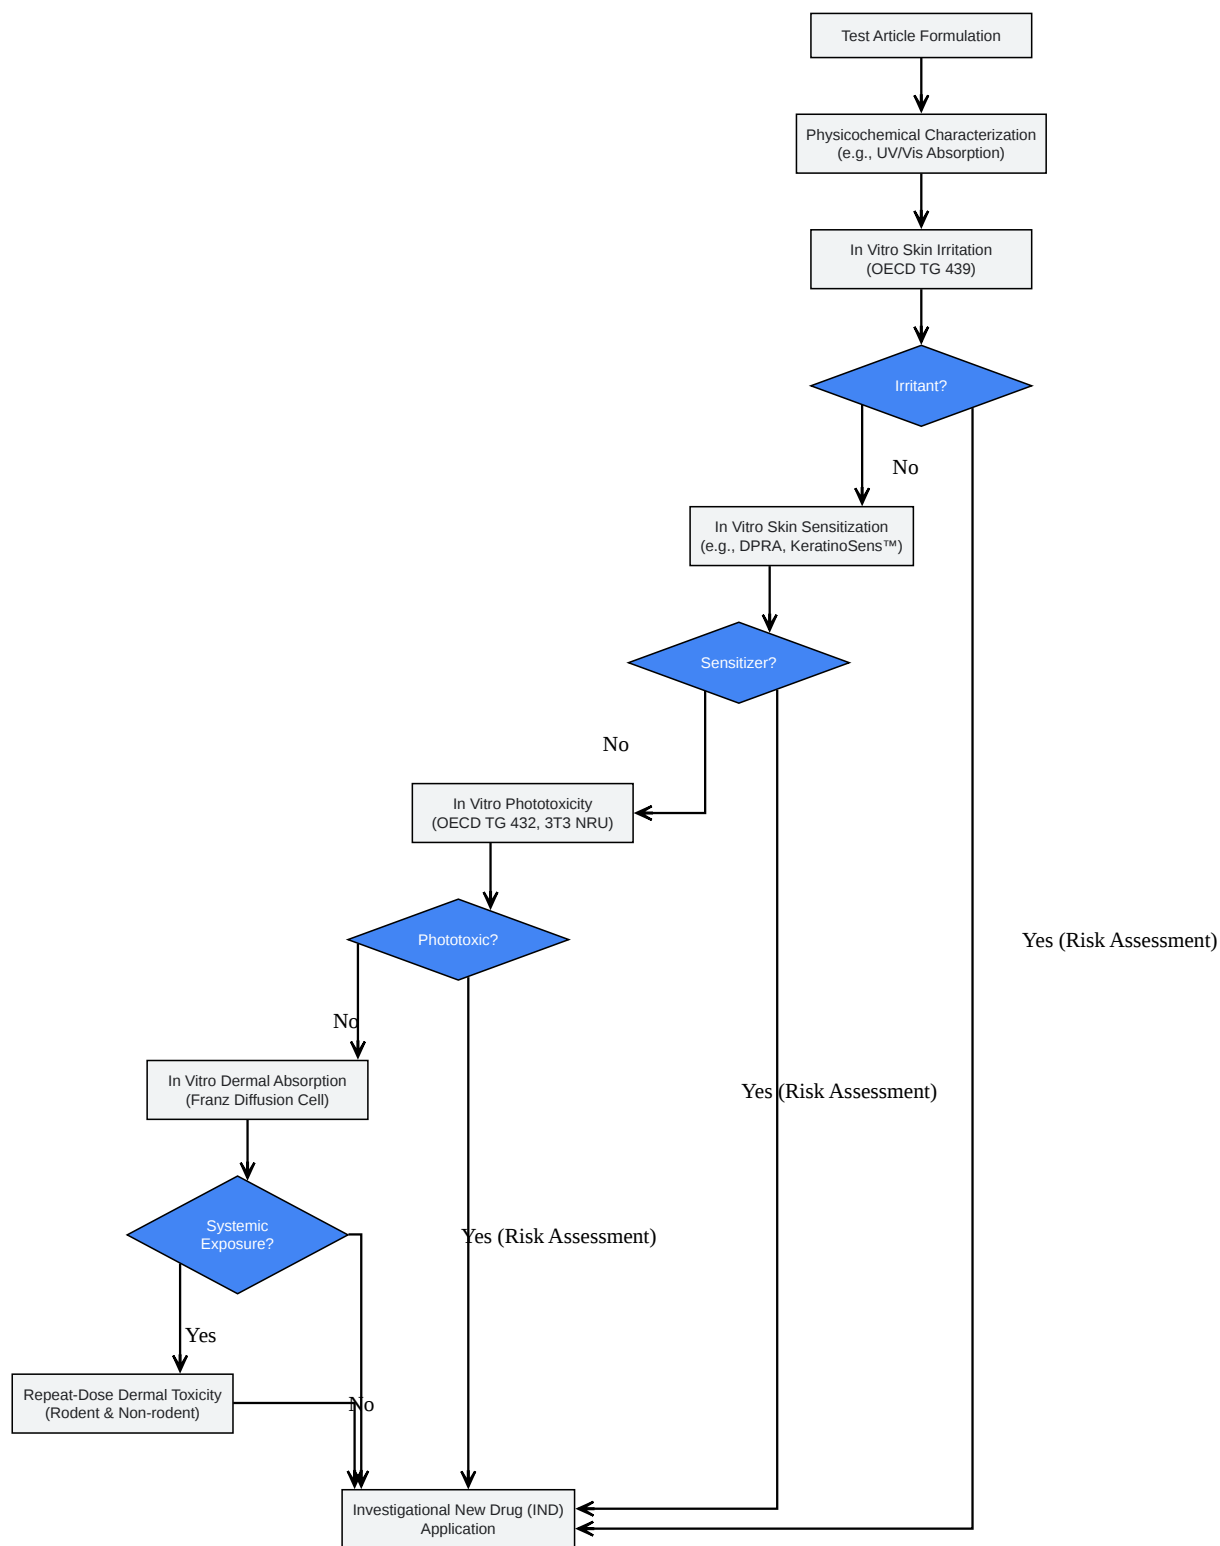 Test Article Formulation
Physicochemical Characterization
(e.g., UV/Vis Absorption)
In Vitro Skin Irritation
(OECD TG 439)
Irritant?
No
In Vitro Skin Sensitization
(e.g., DPRA, KeratinoSens™)
Sensitizer?
No
In Vitro Phototoxicity
(OECD TG 432, 3T3 NRU)
Phototoxic?
Yes (Risk Assessment)
No
In Vitro Dermal Absorption
(Franz Diffusion Cell)
Yes (Risk Assessment)
Systemic
Exposure?
Yes (Risk Assessment)
Yes
Repeat-Dose Dermal Toxicity
(Rodent & Non-rodent)
No
Investigational New Drug (IND)
Application